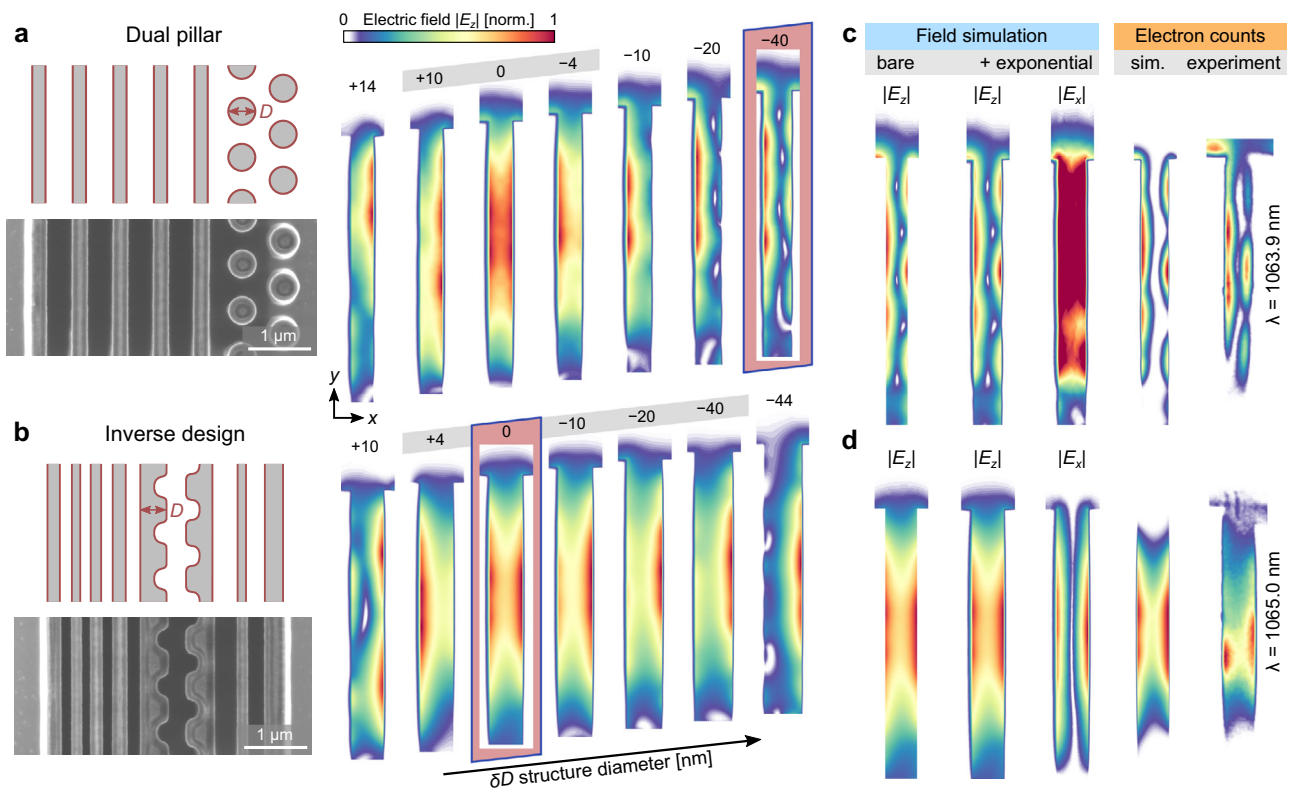 a
Dual pillar
D
1 µm
0 Electric field |Ez| [norm.] 1
+14
+10
0
−4
−10
−20
−40
y
x
b
Inverse design
D
1 µm
+10
+4
0
−10
−20
−40
−44
δD structure diameter [nm]
c
Field simulation
Electron counts
bare
+ exponential
sim.
experiment
|Ez|
|Ez|
|Ex|
λ = 1063.9 nm
d
|Ez|
|Ez|
|Ex|
λ = 1065.0 nm